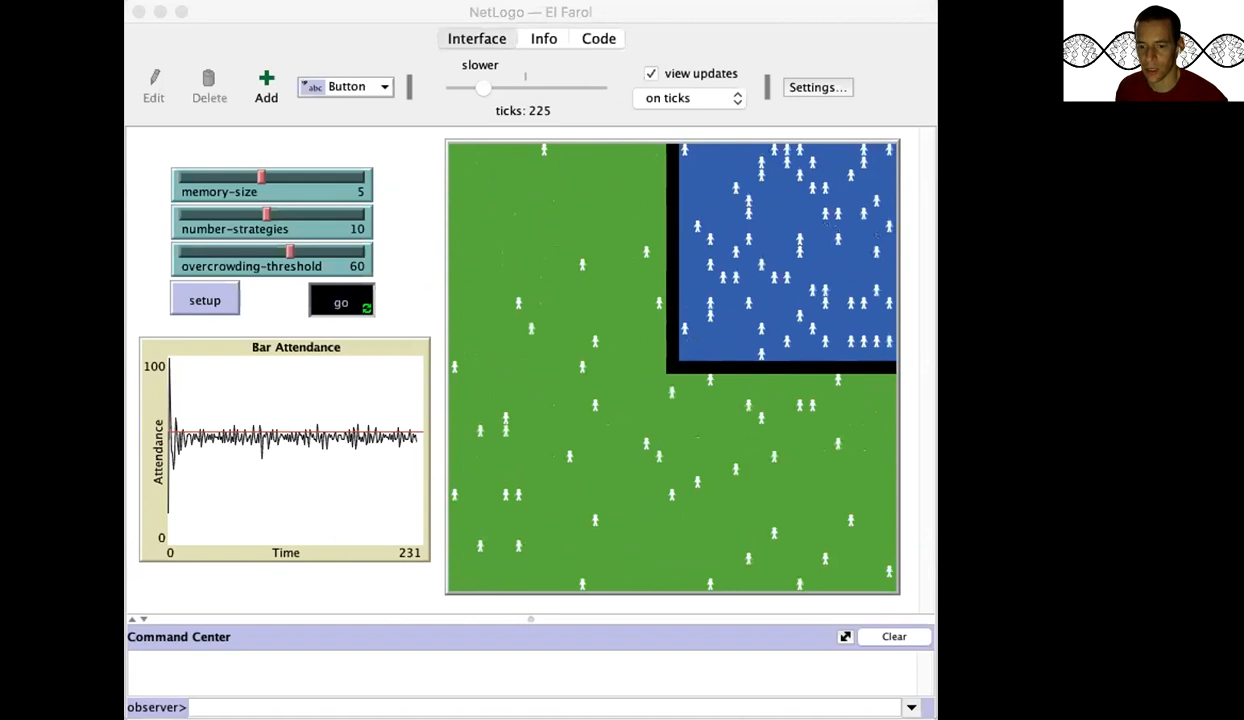 NetLogo — El Farol
Interface Info Code
Edit Delete Add abc Button slower ticks: 225 view updates on ticks Settings...
memory-size 5
number-strategies 10
overcrowding-threshold 60
setup go
Bar Attendance
100
Attendance
0
0 Time 231
Command Center Clear
observer>